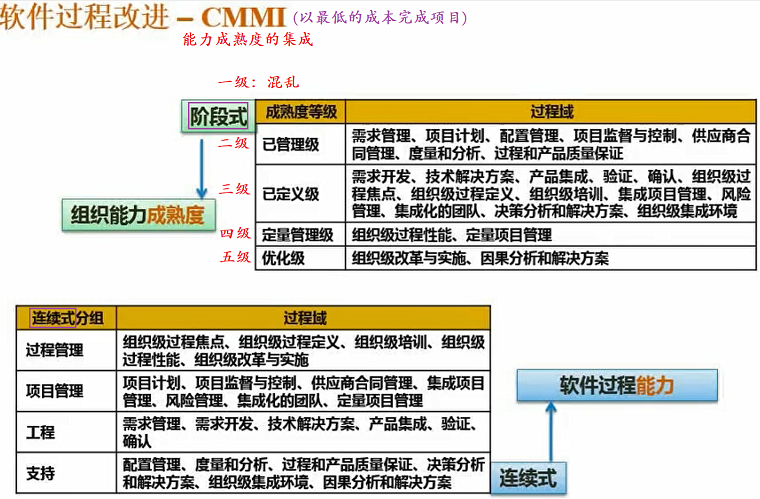 软件过程改进 – CMMI (以最低的成本完成项目)
能力成熟度的集成
一级：混乱
阶段式
成熟度等级 过程域
二级 已管理级 需求管理、项目计划、配置管理、项目监督与控制、供应商合
同管理、度量和分析、过程和产品质量保证
三级 已定义级 需求开发、技术解决方案、产品集成、验证、确认、组织级过
程焦点、组织级过程定义、组织级培训、集成项目管理、风险
管理、集成化的团队、决策分析和解决方案、组织级集成环境
组织能力成熟度
四级 定量管理级 组织级过程性能、定量项目管理
五级 优化级 组织级改革与实施、因果分析和解决方案
连续式分组 过程域
过程管理 组织级过程焦点、组织级过程定义、组织级培训、组织级
过程性能、组织级改革与实施
项目管理 项目计划、项目监督与控制、供应商合同管理、集成项目
管理、风险管理、集成化的团队、定量项目管理
工程 需求管理、需求开发、技术解决方案、产品集成、验证、
确认
支持 配置管理、度量和分析、过程和产品质量保证、决策分析
和解决方案、组织级集成环境、因果分析和解决方案
软件过程能力
连续式